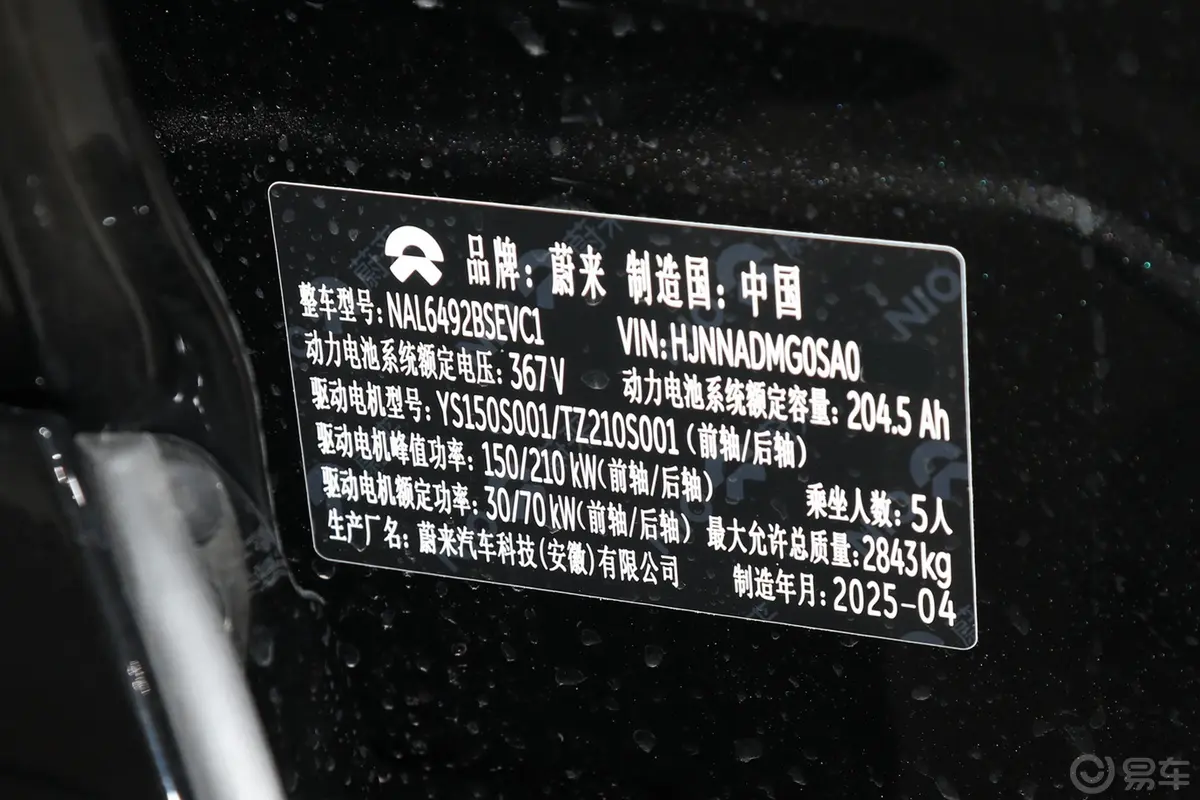 品牌：蔚来 制造国：中国
整车型号：NAL6492BSEVC1 VIN：HJNNADMG0SA0
动力电池系统额定电压：367V 动力电池系统额定容量：204.5 Ah
驱动电机型号：YS150S001/TZ210S001（前轴/后轴）
驱动电机峰值功率：150/210 kW（前轴/后轴） 乘坐人数：5人
驱动电机额定功率：30/70 kW（前轴/后轴） 最大允许总质量：2843kg
生产厂名：蔚来汽车科技（安徽）有限公司 制造年月：2025-04
NIO
易车